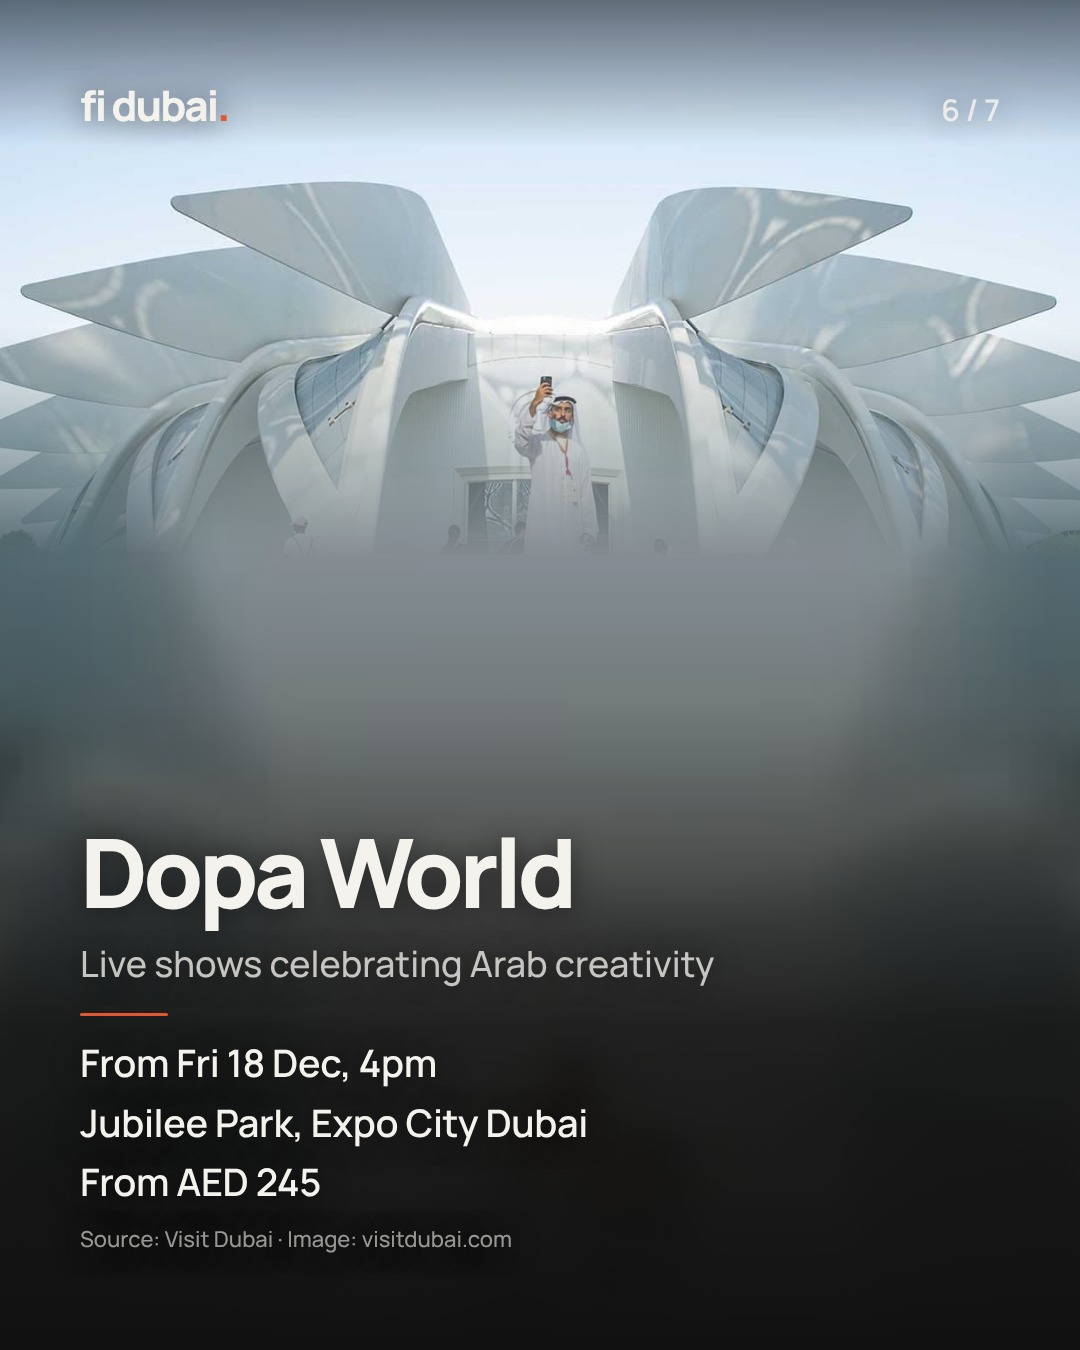 fi dubai.
6 / 7
Dopa World
Live shows celebrating Arab creativity
From Fri 18 Dec, 4pm
Jubilee Park, Expo City Dubai
From AED 245
Source: Visit Dubai · Image: visitdubai.com